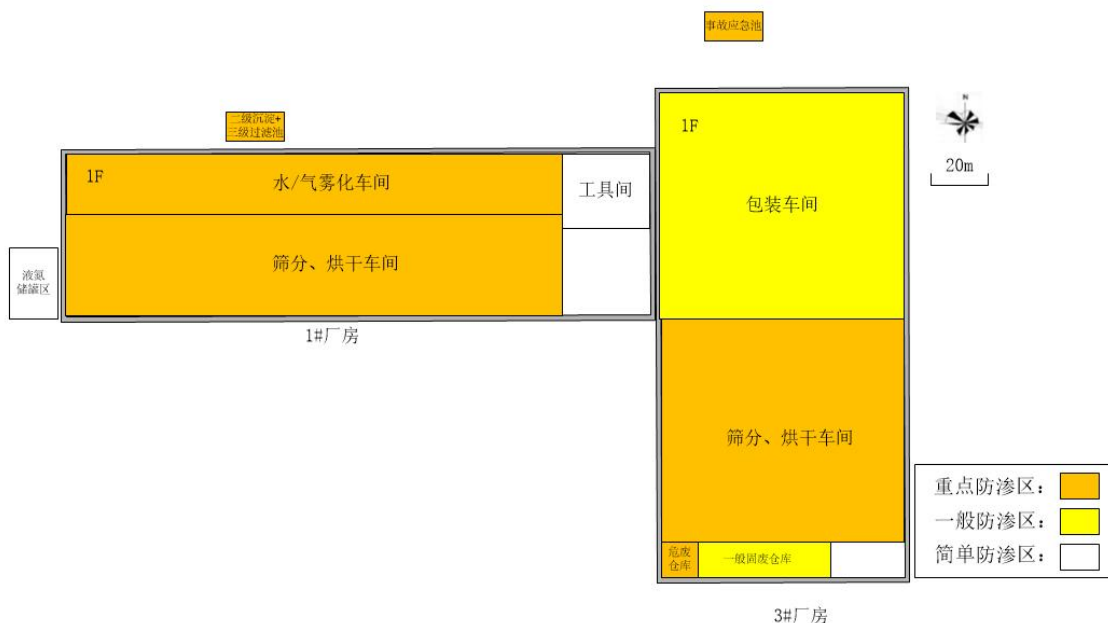 事故应急池
二级沉淀+
三级过滤池
1F
水/气雾化车间
工具间
筛分、烘干车间
液氮
储罐区
1#厂房
1F
包装车间
筛分、烘干车间
危废
仓库
一般固废仓库
3#厂房
20m
重点防渗区：
一般防渗区：
简单防渗区：